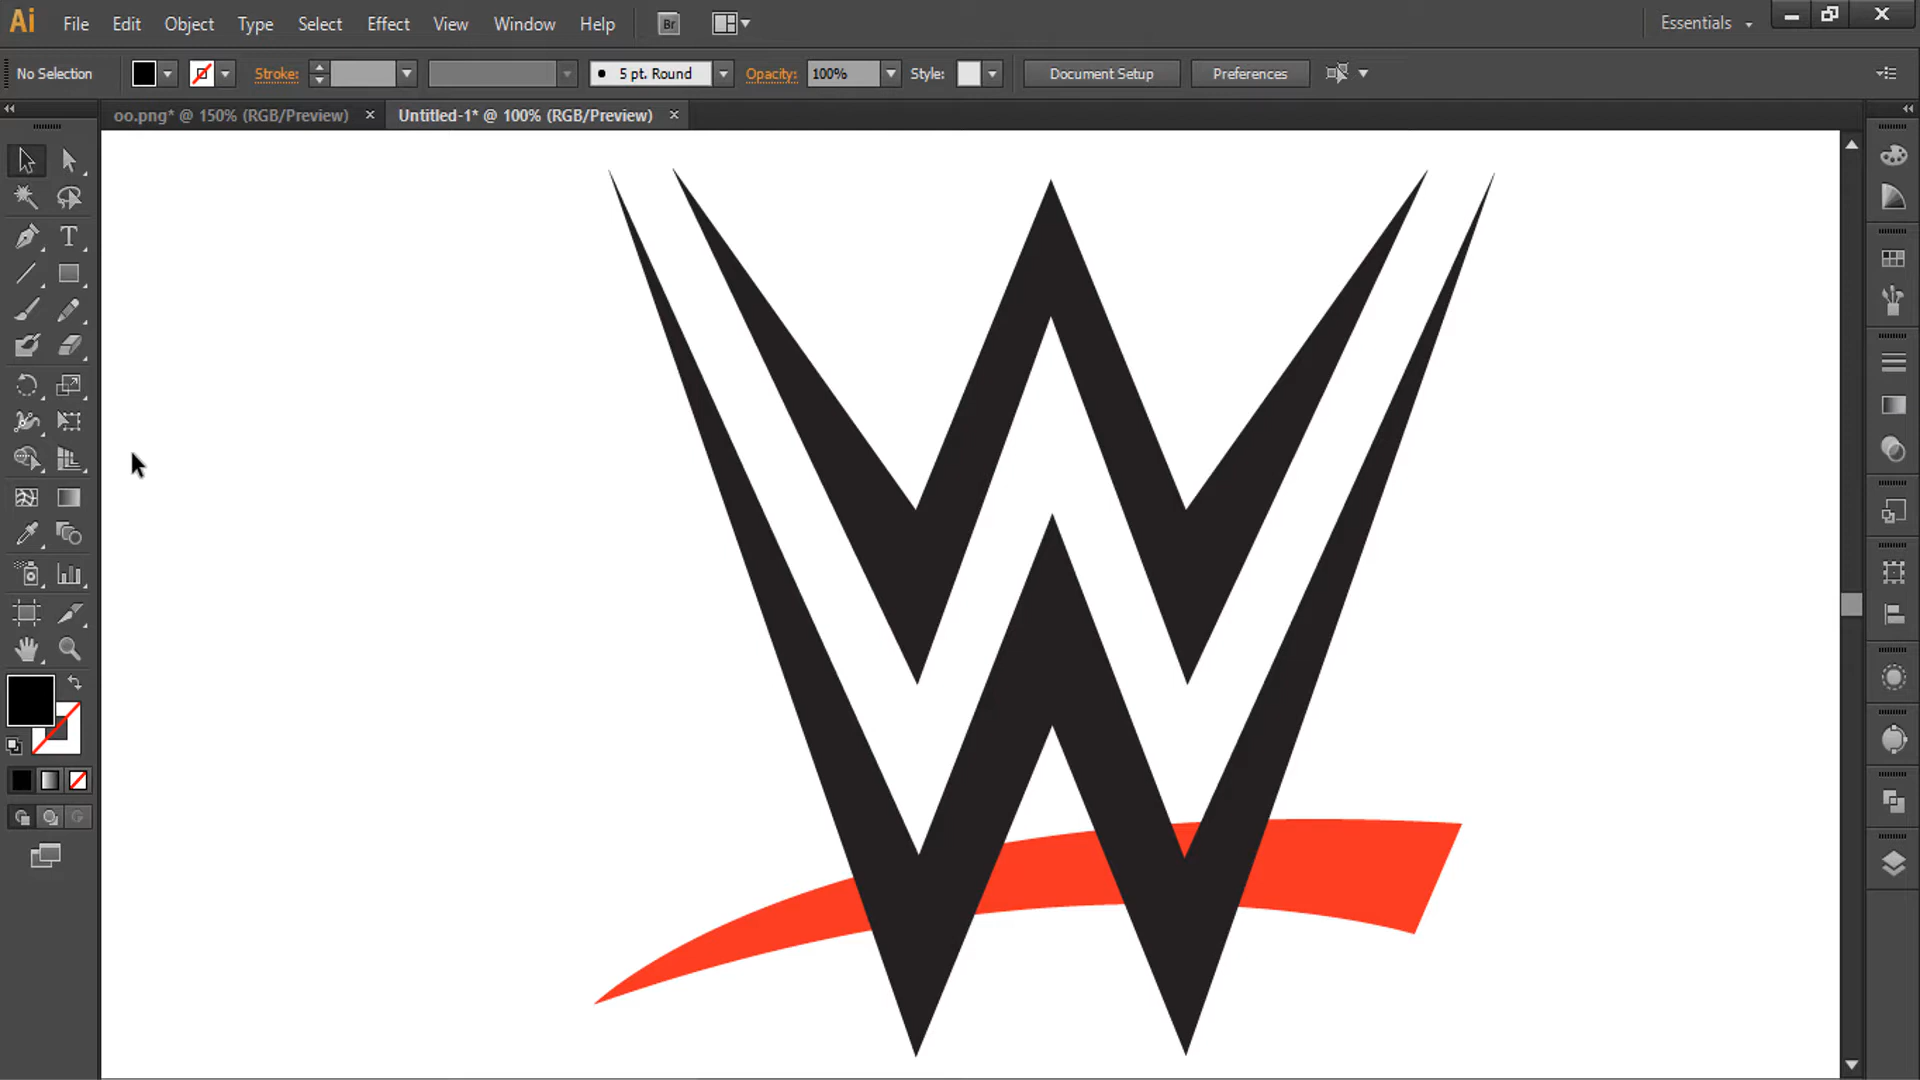 Ai File Edit Object Type Select Effect View Window Help Br Essentials
No Selection Stroke: 5 pt. Round Opacity: 100% Style: Document Setup Preferences
oo.png* @ 150% (RGB/Preview) × Untitled-1* @ 100% (RGB/Preview) ×
T
W
W